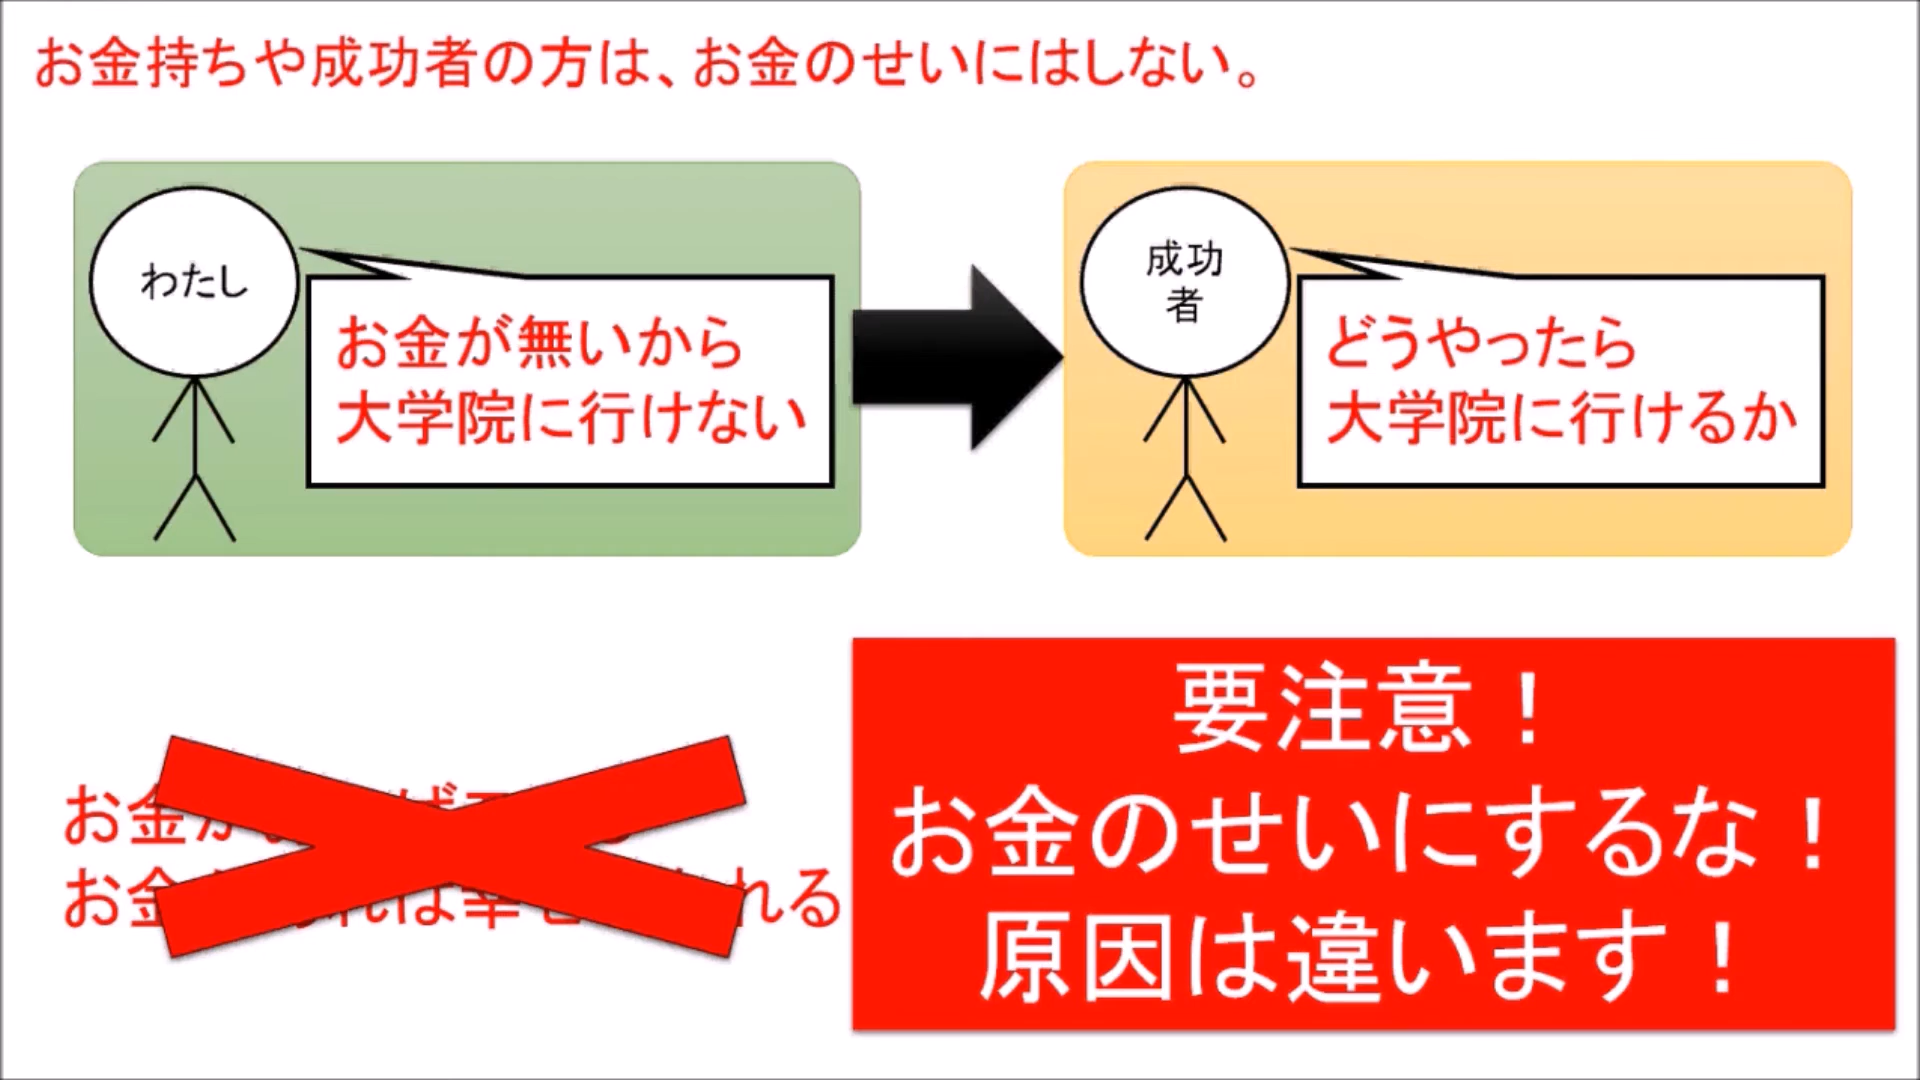 お金持ちや成功者の方は、お金のせいにはしない。
わたし
お金が無いから
大学院に行けない
成功
者
どうやったら
大学院に行けるか
お金
お金 れる
要注意！
お金のせいにするな！
原因は違います！